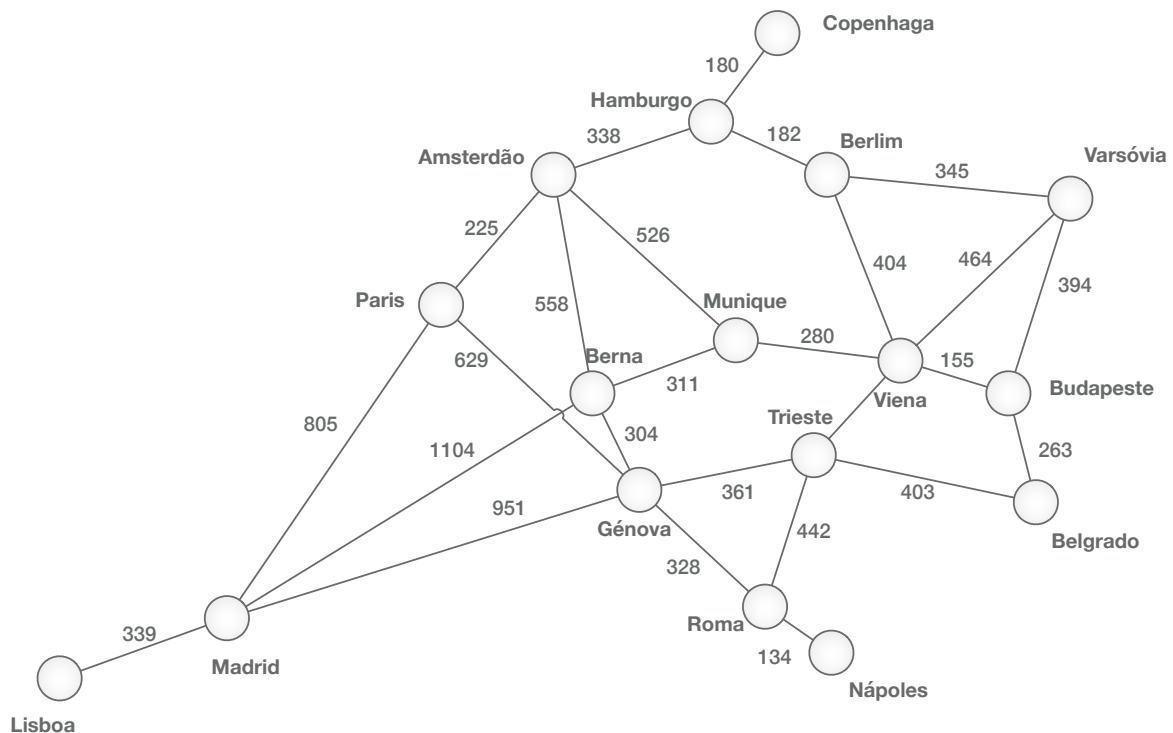 Copenhaga
180
Hamburgo
338
182
Berlim
Amsterdão
Varsóvia
345
225
526
404
464
394
Paris
558
Munique
280
629
Berna
311
155
Budapeste
Viena
805
Trieste
304
1104
263
361
403
951
Génova
442
Belgrado
328
Roma
339
134
Madrid
Nápoles
Lisboa